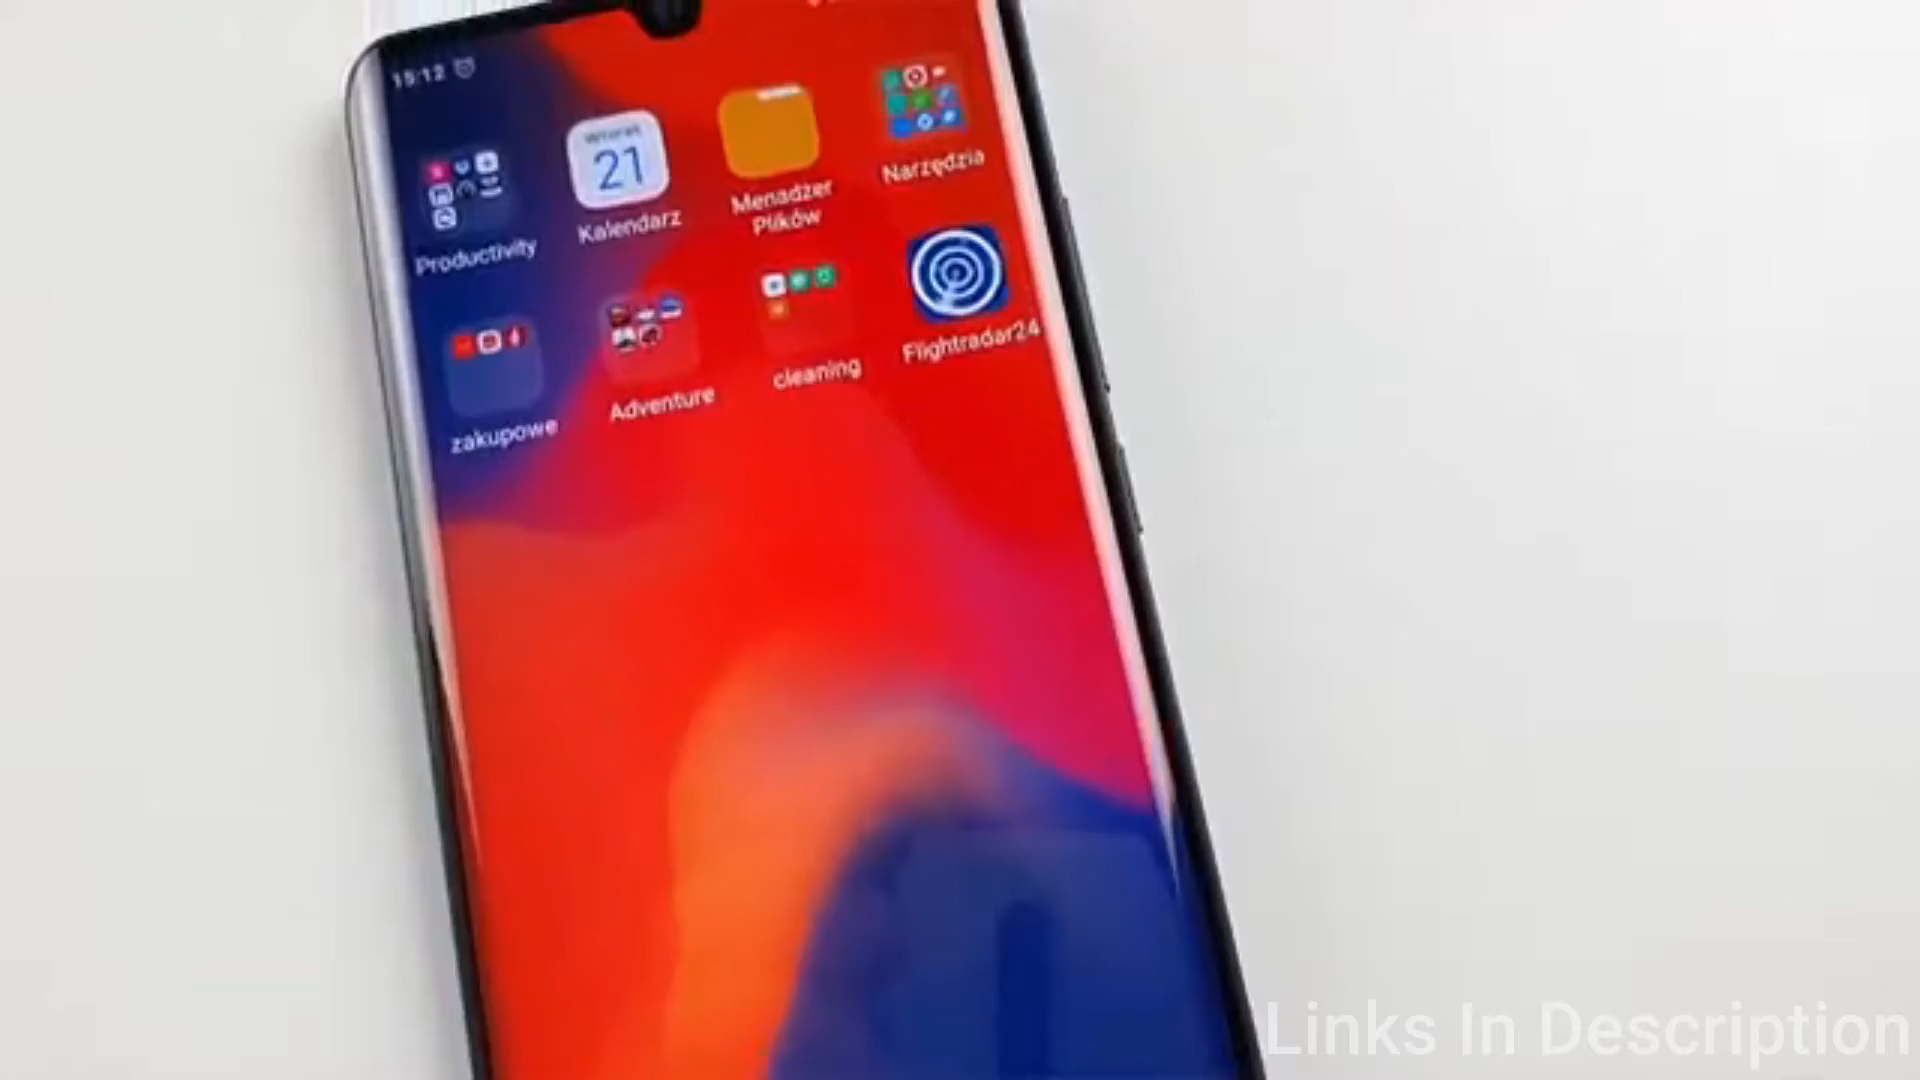 15:12
Wtorek
21
Productivity
Kalendarz
Menadżer
Plików
Narzędzia
zakupowe
Adventure
cleaning
Flightradar24
Links In Description